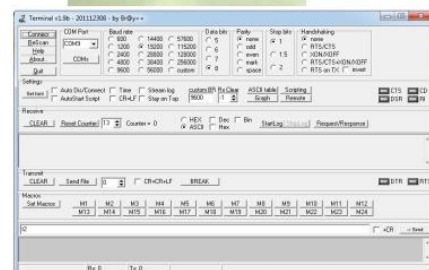 Terminal v1.9b - 20111230B - by Br@y++
Connect
ReScan
Help
About..
Quit
COM Port
COM3
COMs
Baud rate
600 14400 57600
1200 19200 115200
2400 28800 128000
4800 38400 256000
9600 56000 custom
Data bits
5
6
7
8
Parity
none
odd
even
mark
space
Stop bits
1
1.5
2
Handshaking
none
RTS/CTS
XON/XOFF
RTS/CTS+XON/XOFF
RTS on TX invert
Settings
Set font
Auto Dis/Connect Time Stream log custom BR Rx Clear ASCII table Scripting CTS CD
AutoStart Script CR=LF Stay on Top 9600 -1 Graph Remote DSR RI
Receive
CLEAR Reset Counter 13 Counter = 0 HEX Dec Bin
ASCII Hex StartLog StopLog Request/Response
Transmit
CLEAR Send File 0 CR=CR+LF BREAK DTR RTS
Macros
Set Macros M1 M2 M3 M4 M5 M6 M7 M8 M9 M10 M11 M12
M13 M14 M15 M16 M17 M18 M19 M20 M21 M22 M23 M24
+CR -> Send
Rx: 0 Tx: 0